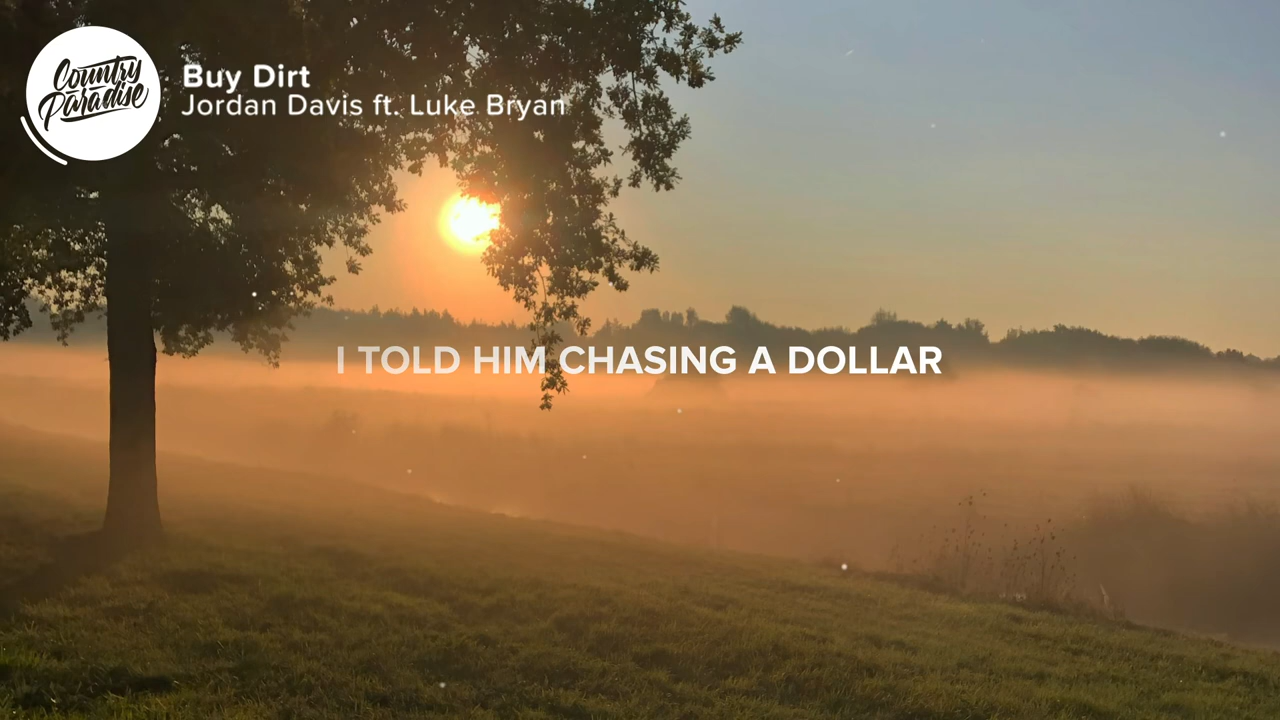 Country
Paradise
Buy Dirt
Jordan Davis ft. Luke Bryan
I TOLD HIM CHASING A DOLLAR